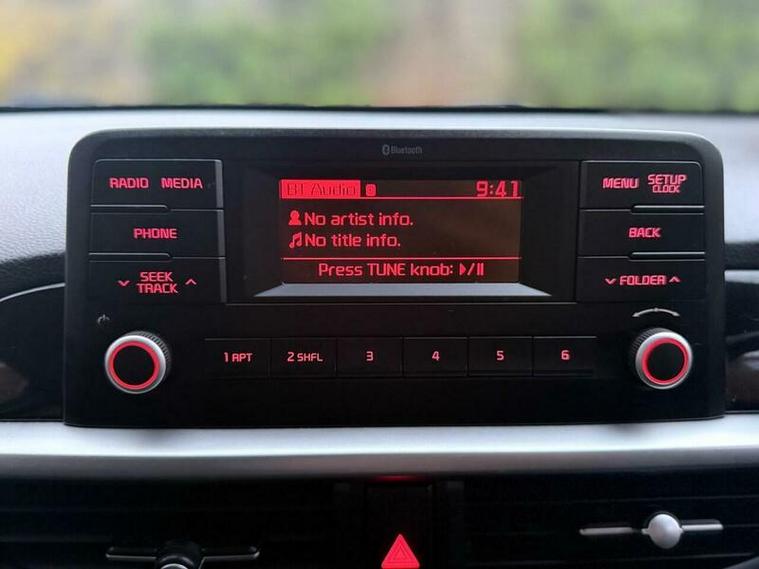 Bluetooth
RADIO MEDIA
PHONE
SEEK
TRACK
BT Audio
9:41
No artist info.
No title info.
Press TUNE knob:
MENU SETUP
CLOCK
BACK
FOLDER
1 RPT
2 SHFL
3
4
5
6